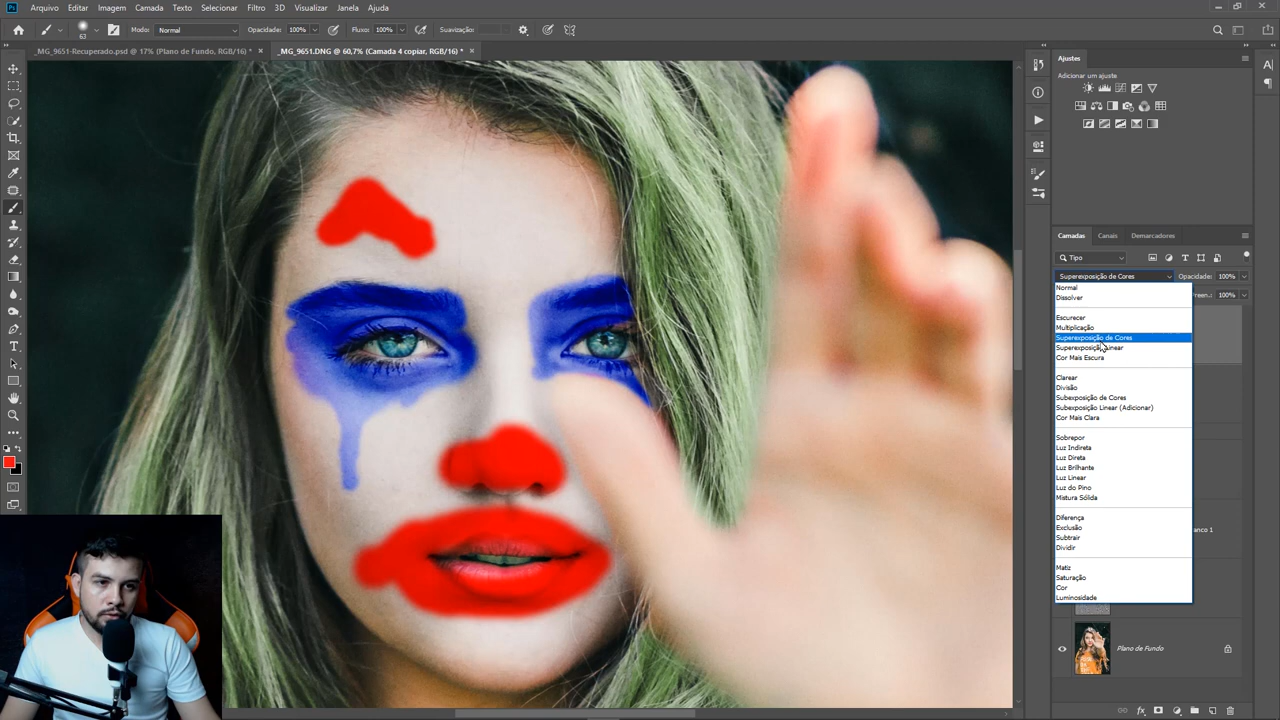 Ps Arquivo Editar Imagem Camada Texto Seleccionar Filtro 3D Visualizar Janela Ajuda
Modo: Normal Opacidade: 100% Fluxo: 100% Suavização:
_MG_9651-Recuperado.psd @ 17% (Plano de Fundo, RGB/16) * × _MG_9651.DNG @ 60,7% (Camada 4 copiar, RGB/16) * ×
Ajustes
Adicionar um ajuste
Camadas Canais Demarcadores
Tipo
Superexposição de Cores Opacidade: 100%
Preen.: 100%
Normal
Dissolver
Escurecer
Multiplicação
Superexposição de Cores
Superexposição Linear
Cor Mais Escura
Clarear
Divisão
Subexposição de Cores
Subexposição Linear (Adicionar)
Cor Mais Clara
Sobrepor
Luz Indireta
Luz Direta
Luz Brilhante
Luz Linear
Luz do Pino
Mistura Sólida
Diferença
Exclusão
Subtrair
Dividir
Matiz
Saturação
Cor
Luminosidade
anco 1
Plano de Fundo
63